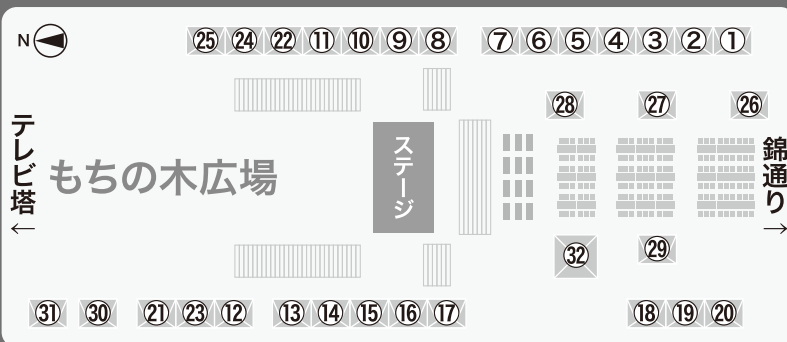 N
㉕ ㉔ ㉒ ⑪ ⑩ ⑨ ⑧ ⑦ ⑥ ⑤ ④ ③ ② ①
㉘ ㉗ ㉖
テレビ塔
←
もちの木広場
ステージ
錦通り
→
㉜ ㉙
㉛ ㉚ ㉑ ㉓ ⑫ ⑬ ⑭ ⑮ ⑯ ⑰ ⑱ ⑲ ⑳